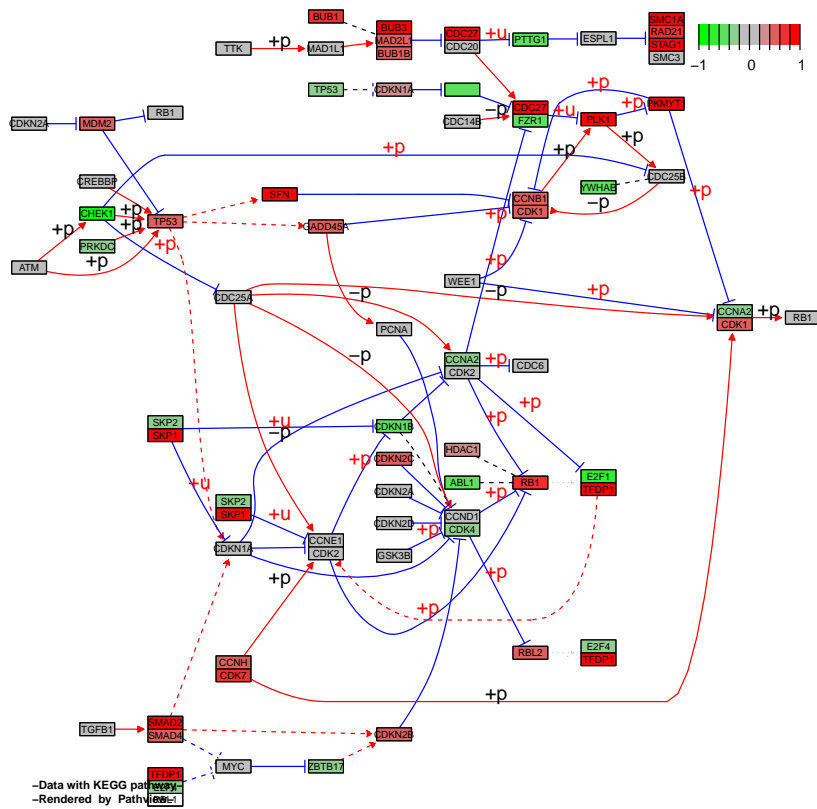 BUB1
BUB3
MAD2L1
BUB1B
TTK
+p
MAD1L1
CDC27
CDC20
+u
PTTG1
ESPL1
SMC1A
RAD21
STAG1
SMC3
−1
0
1
TP53
CDKN1A
CDC27
FZR1
−p
CDC14B
+u
PLK1
+p
PKMYT1
+p
CDKN2A
MDM2
RB1
+p
CREBBP
CHEK1
+p
+p
+p
TP53
PRKDC
+p
+p
ATM
SFN
GADD45A
CCNB1
CDK1
+p
YWHAB
CDC25B
−p
+p
+p
WEE1
−p
+p
CDC25A
−p
PCNA
−p
CCNA2
CDK1
+p
RB1
CCNA2
CDK2
+p
CDC6
+p
+p
SKP2
SKP1
+u
−p
CDKN1B
+p
CDKN2C
HDAC1
ABL1
RB1
E2F1
TFDP1
+u
SKP2
SKP1
+u
CDKN2A
CDKN2D
GSK3B
+p
+p
CCND1
CDK4
CDKN1A
CCNE1
CDK2
+p
+p
+p
RBL2
E2F4
TFDP1
CCNH
CDK7
+p
TGFB1
SMAD2
SMAD4
CDKN2B
MYC
ZBTB17
TFDP1
−Data with KEGG pathway−
−Rendered by Pathview−